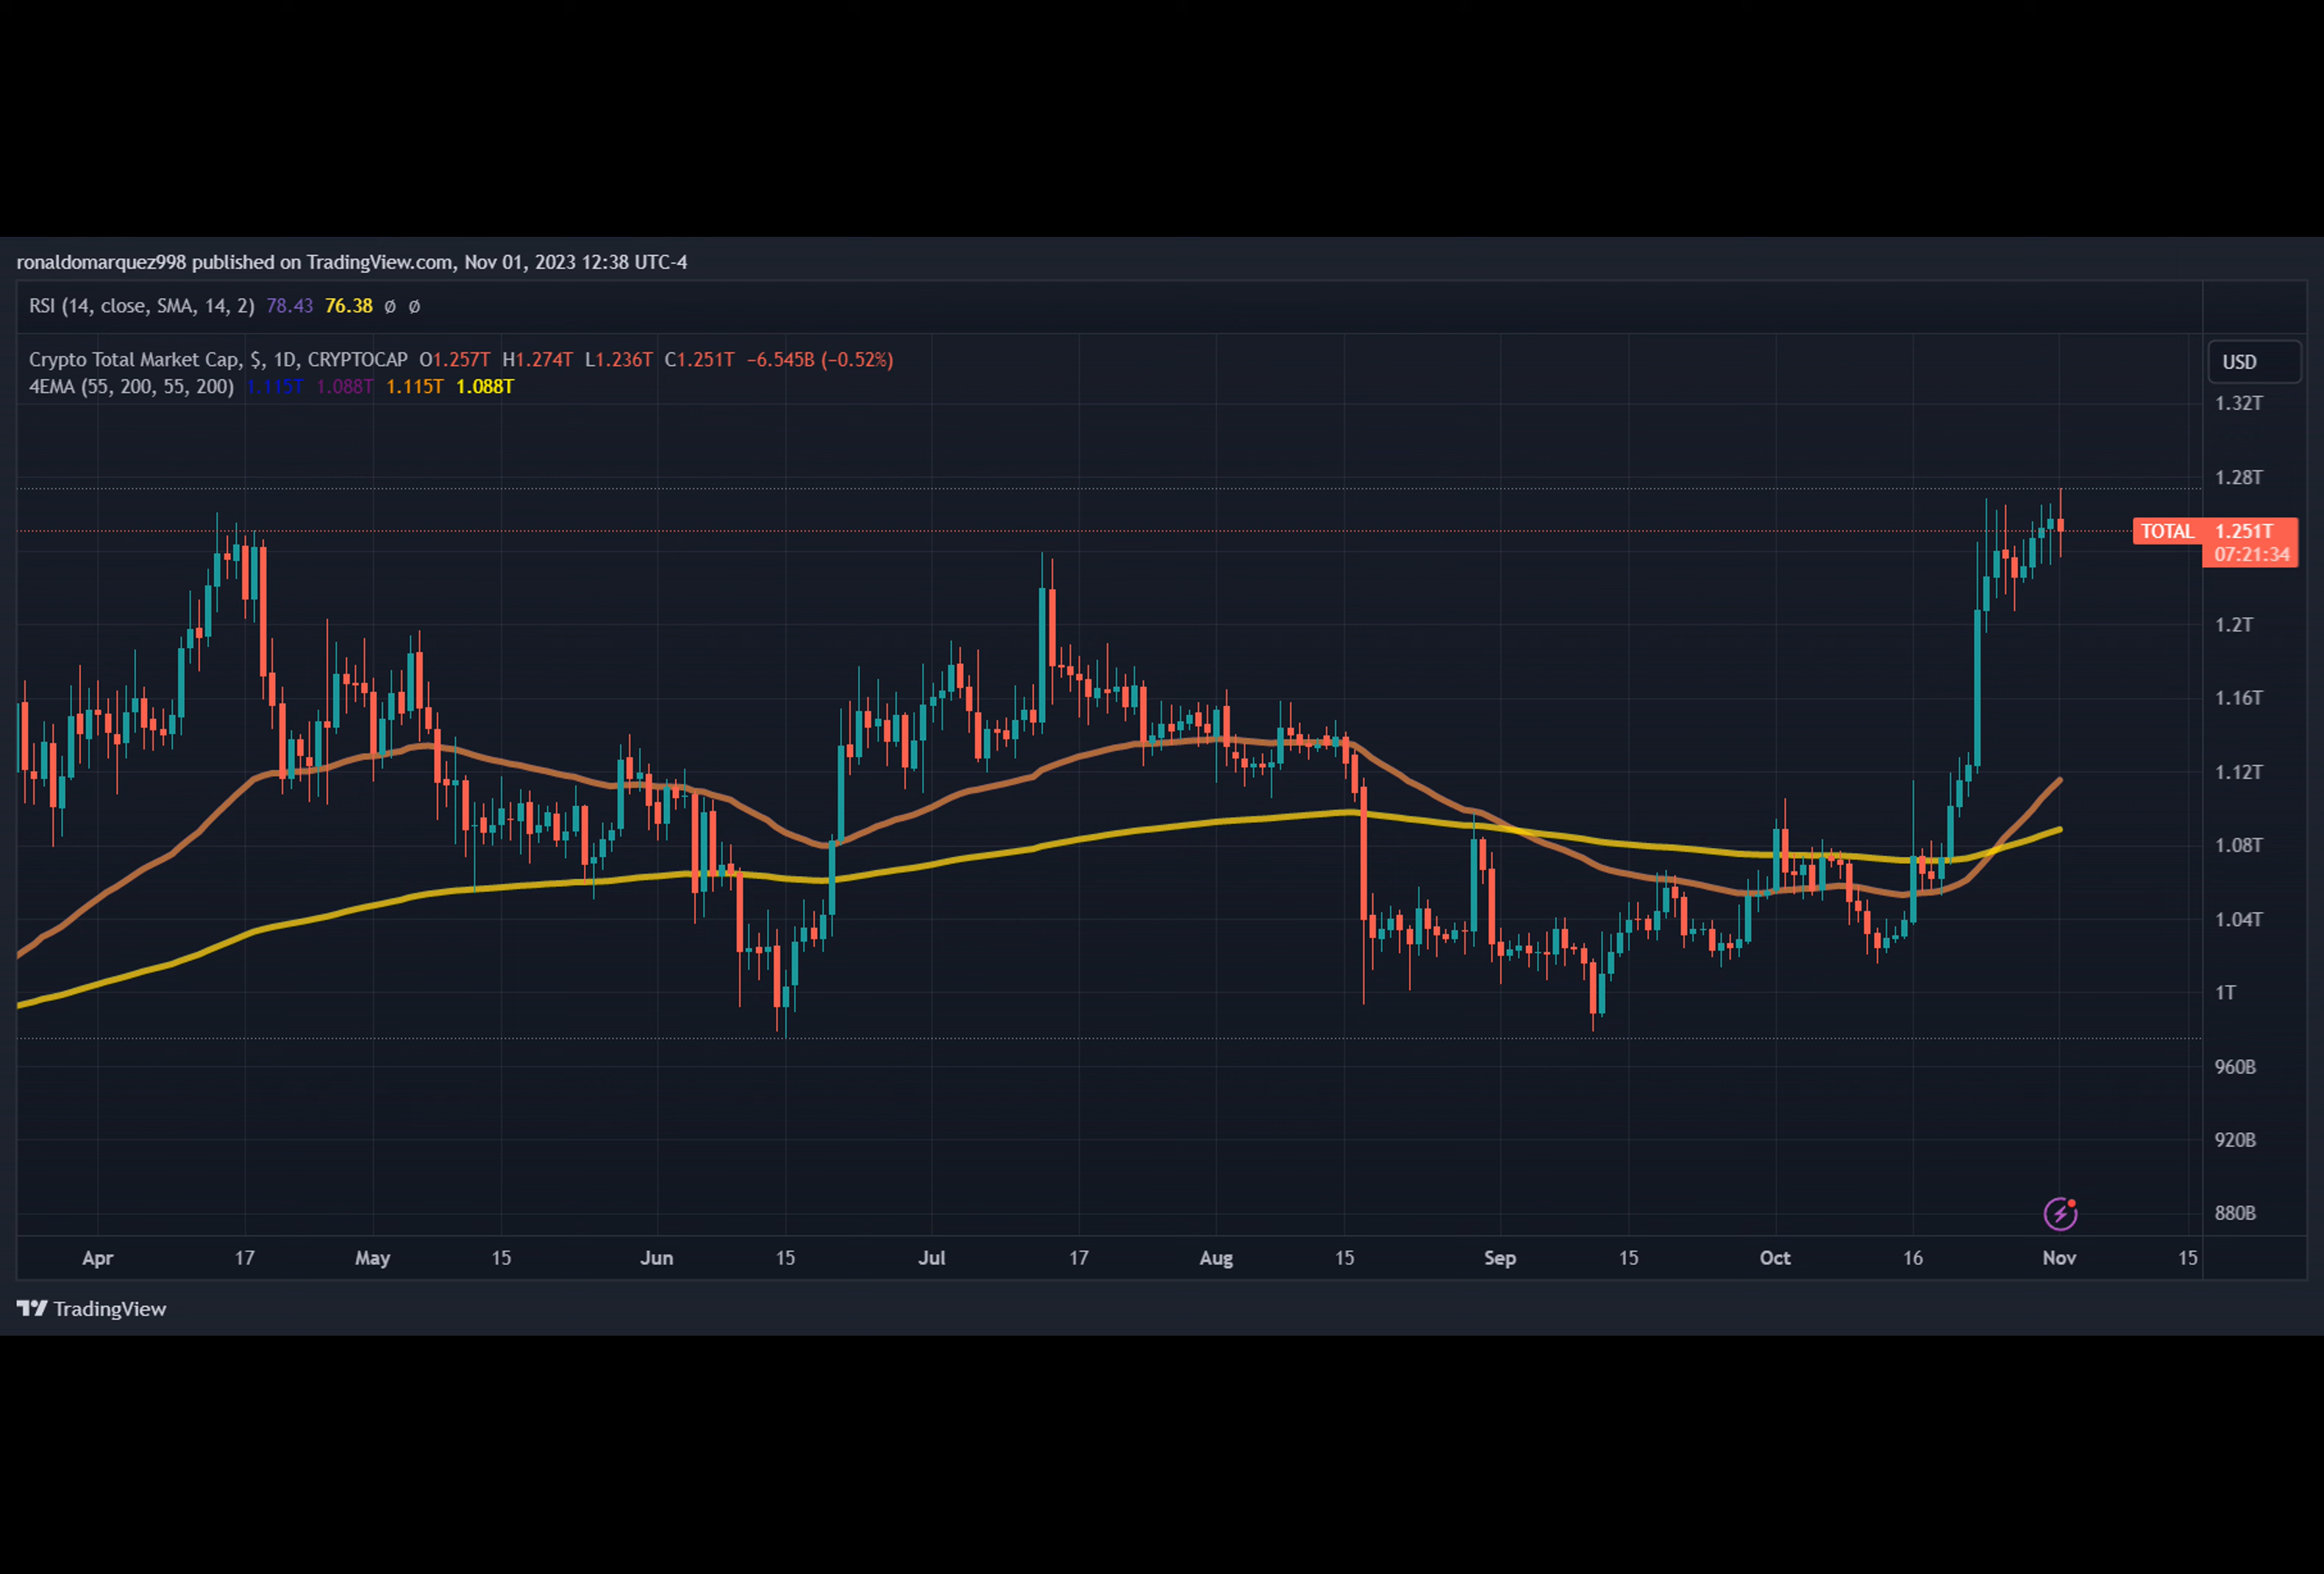 ronaldomarquez998 published on TradingView.com, Nov 01, 2023 12:38 UTC-4
RSI (14, close, SMA, 14, 2) 78.43 76.38 ø ø
Crypto Total Market Cap, $, 1D, CRYPTOCAP O1.257T H1.274T L1.236T C1.251T −6.545B (−0.52%)
4EMA (55, 200, 55, 200) 1.115T 1.088T 1.115T 1.088T
USD
1.32T
1.28T
TOTAL 1.251T
07:21:34
1.2T
1.16T
1.12T
1.08T
1.04T
1T
960B
920B
880B
Apr 17 May 15 Jun 15 Jul 17 Aug 15 Sep 15 Oct 16 Nov 15
TradingView